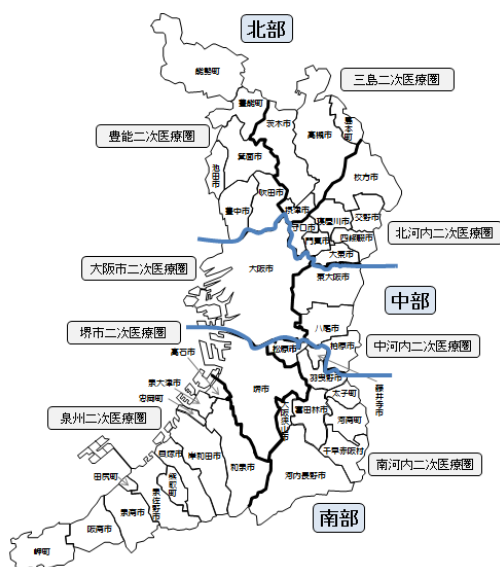 北部
能勢町
三島二次医療圏
豊能町
茨木市
高槻市
島本町
豊能二次医療圏
箕面市
池田市
枚方市
吹田市
豊中市
摂津市
守口市
寝屋川市
交野市
門真市
四條畷市
北河内二次医療圏
大東市
大阪市二次医療圏
大阪市
東大阪市
中部
八尾市
堺市二次医療圏
松原市
柏原市
中河内二次医療圏
高石市
羽曳野市
藤井寺市
泉大津市
忠岡町
堺市
太子町
泉州二次医療圏
大阪狭山市
富田林市
河南町
千早赤阪村
貝塚市
岸和田市
和泉市
南河内二次医療圏
田尻町
熊取町
河内長野市
泉佐野市
泉南市
阪南市
南部
岬町